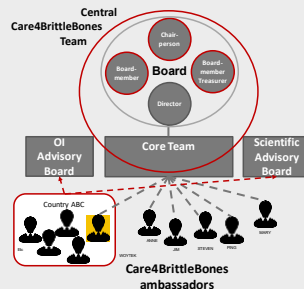 Central
Care4BrittleBones
Team
Chair-
person
Board-
member
Board
Board-
member
Treasurer
Director
OI
Advisory
Board
Core Team
Scientific
Advisory
Board
Country ABC
WOYTEK
ANNE
JIM
STEVEN
PING
MARY
Care4BrittleBones
ambassadors